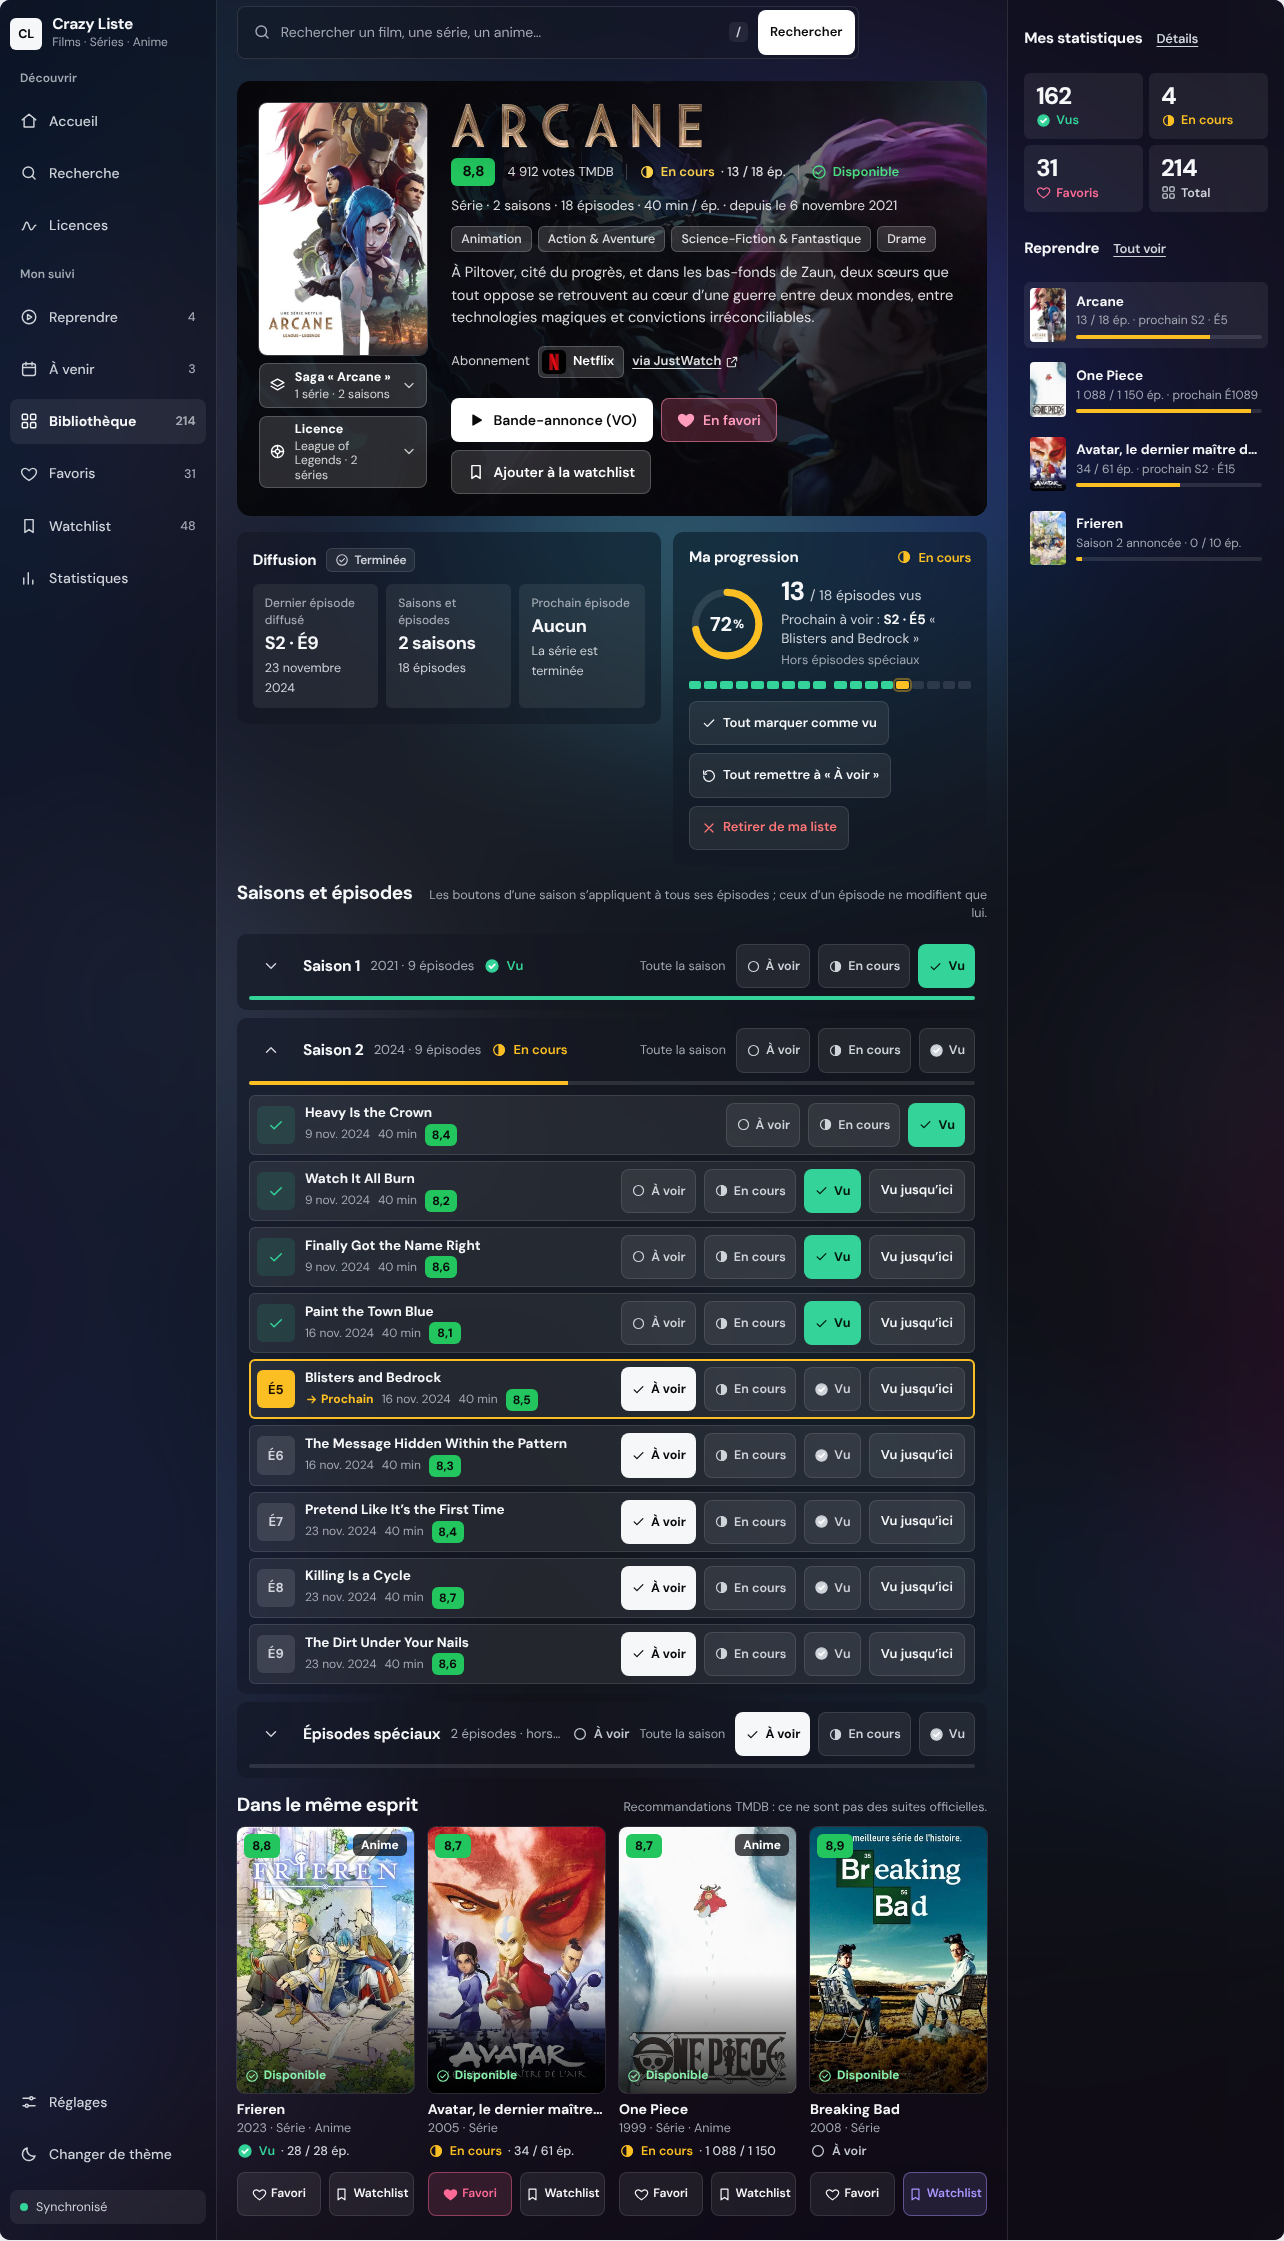 CL
Crazy Liste
Films · Séries · Anime
Découvrir
Accueil
Recherche
Licences
Mon suivi
Reprendre 4
À venir 3
Bibliothèque 214
Favoris 31
Watchlist 48
Statistiques
Réglages
Changer de thème
Synchronisé
Rechercher un film, une série, un anime… / Rechercher
UNE SÉRIE NETFLIX
ARCANE
LEAGUE OF LEGENDS
Saga « Arcane »
1 série · 2 saisons
Licence
League of
Legends · 2
séries
ARCANE
8,8 4 912 votes TMDB En cours · 13 / 18 ép. Disponible
Série · 2 saisons · 18 épisodes · 40 min / ép. · depuis le 6 novembre 2021
Animation Action & Aventure Science-Fiction & Fantastique Drame
À Piltover, cité du progrès, et dans les bas-fonds de Zaun, deux sœurs que
tout oppose se retrouvent au cœur d’une guerre entre deux mondes, entre
technologies magiques et convictions irréconciliables.
Abonnement N Netflix via JustWatch
Bande-annonce (VO) En favori
Ajouter à la watchlist
Diffusion Terminée
Dernier épisode
diffusé
S2 · É9
23 novembre
2024
Saisons et
épisodes
2 saisons
18 épisodes
Prochain épisode
Aucun
La série est
terminée
Ma progression En cours
72%
13 / 18 épisodes vus
Prochain à voir : S2 · É5 «
Blisters and Bedrock »
Hors épisodes spéciaux
Tout marquer comme vu
Tout remettre à « À voir »
Retirer de ma liste
Saisons et épisodes Les boutons d’une saison s’appliquent à tous ses épisodes ; ceux d’un épisode ne modifient que
lui.
Saison 1 2021 · 9 épisodes Vu Toute la saison À voir En cours Vu
Saison 2 2024 · 9 épisodes En cours Toute la saison À voir En cours Vu
Heavy Is the Crown
9 nov. 2024 40 min 8,4 À voir En cours Vu
Watch It All Burn
9 nov. 2024 40 min 8,2 À voir En cours Vu Vu jusqu’ici
Finally Got the Name Right
9 nov. 2024 40 min 8,6 À voir En cours Vu Vu jusqu’ici
Paint the Town Blue
16 nov. 2024 40 min 8,1 À voir En cours Vu Vu jusqu’ici
É5 Blisters and Bedrock
→ Prochain 16 nov. 2024 40 min 8,5 À voir En cours Vu Vu jusqu’ici
É6 The Message Hidden Within the Pattern
16 nov. 2024 40 min 8,3 À voir En cours Vu Vu jusqu’ici
É7 Pretend Like It’s the First Time
23 nov. 2024 40 min 8,4 À voir En cours Vu Vu jusqu’ici
É8 Killing Is a Cycle
23 nov. 2024 40 min 8,7 À voir En cours Vu Vu jusqu’ici
É9 The Dirt Under Your Nails
23 nov. 2024 40 min 8,6 À voir En cours Vu Vu jusqu’ici
Épisodes spéciaux 2 épisodes · hors… À voir Toute la saison À voir En cours Vu
Dans le même esprit Recommandations TMDB : ce ne sont pas des suites officielles.
8,8 Anime
FRIEREN
Disponible
Frieren
2023 · Série · Anime
Vu · 28 / 28 ép.
Favori Watchlist
8,7
AVATAR
Disponible
Avatar, le dernier maître…
2005 · Série
En cours · 34 / 61 ép.
Favori Watchlist
8,7 Anime
ONE PIECE
Disponible
One Piece
1999 · Série · Anime
En cours · 1 088 / 1 150
Favori Watchlist
8,9 meilleure série de l'histoire.
35
Breaking
56
Bad
Disponible
Breaking Bad
2008 · Série
À voir
Favori Watchlist
Mes statistiques Détails
162
Vus
4
En cours
31
Favoris
214
Total
Reprendre Tout voir
Arcane
13 / 18 ép. · prochain S2 · É5
One Piece
1 088 / 1 150 ép. · prochain É1089
Avatar, le dernier maître d…
34 / 61 ép. · prochain S2 · É15
Frieren
Saison 2 annoncée · 0 / 10 ép.